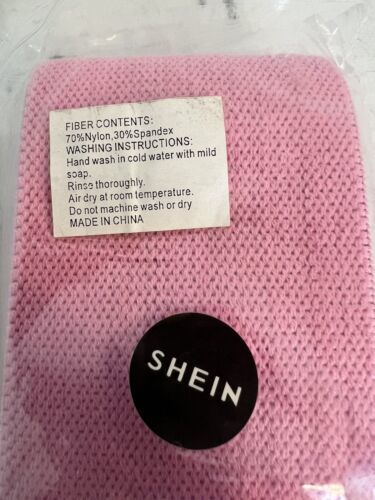 FIBER CONTENTS:
70%Nylon,30%Spandex
WASHING INSTRUCTIONS:
Hand wash in cold water with mild
soap.
Rinse thoroughly.
Air dry at room temperature.
Do not machine wash or dry
MADE IN CHINA
SHEIN